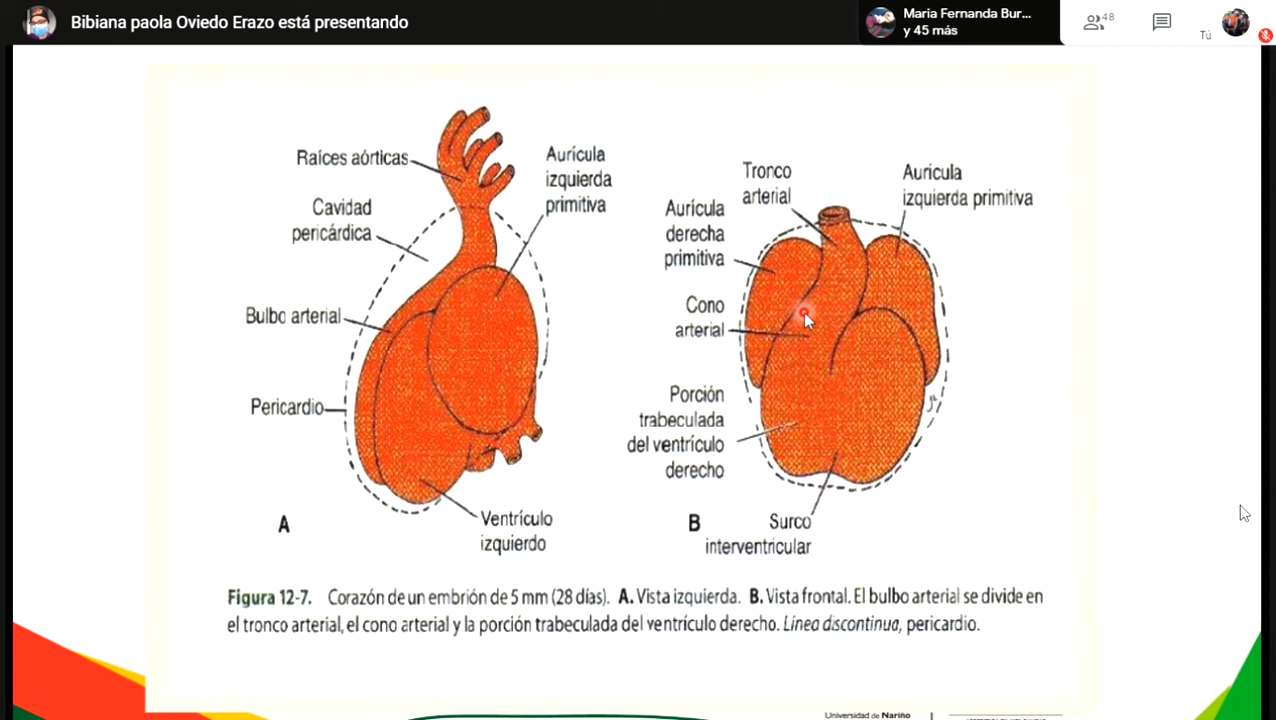 Bibiana paola Oviedo Erazo está presentando
Maria Fernanda Bur...
y 45 más
48
Tú
Raíces aórticas
Cavidad
pericárdica
Bulbo arterial
Pericardio
Aurícula
izquierda
primitiva
Ventrículo
izquierdo
A
Tronco
arterial
Aurícula
izquierda primitiva
Aurícula
derecha
primitiva
Cono
arterial
Porción
trabeculada
del ventrículo
derecho
Surco
interventricular
B
Figura 12-7. Corazón de un embrión de 5 mm (28 días). A. Vista izquierda. B. Vista frontal. El bulbo arterial se divide en
el tronco arterial, el cono arterial y la porción trabeculada del ventrículo derecho. Línea discontinua, pericardio.
Universidad de Nariño